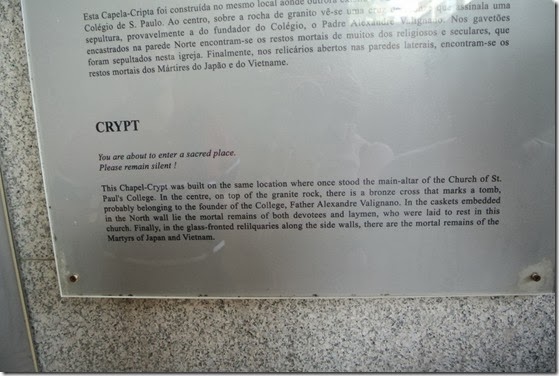 Esta Capela-Cripta foi construída no mesmo local aonde outrora
Colégio de S. Paulo. Ao centro, sobre a rocha de granito vê-se uma que assinala uma
sepultura, provavelmente a do fundador do Colégio, o Padre Alexandre Valignano. Nos gavetões
encastrados na parede Norte encontram-se os restos mortais de muitos dos religiosos e seculares, que
foram sepultados nesta igreja. Finalmente, nos relicários abertos nas paredes laterais, encontram-se os
restos mortais dos Mártires do Japão e do Vietname.
CRYPT
You are about to enter a sacred place.
Please remain silent !
This Chapel-Crypt was built on the same location where once stood the main-altar of the Church of St.
Paul's College. In the centre, on top of the granite rock, there is a bronze cross that marks a tomb,
probably belonging to the founder of the College, Father Alexandre Valignano. In the caskets embedded
in the North wall lie the mortal remains of both devotees and laymen, who were laid to rest in this
church. Finally, in the glass-fronted relilquaries along the side walls, there are the mortal remains of the
Martyrs of Japan and Vietnam.